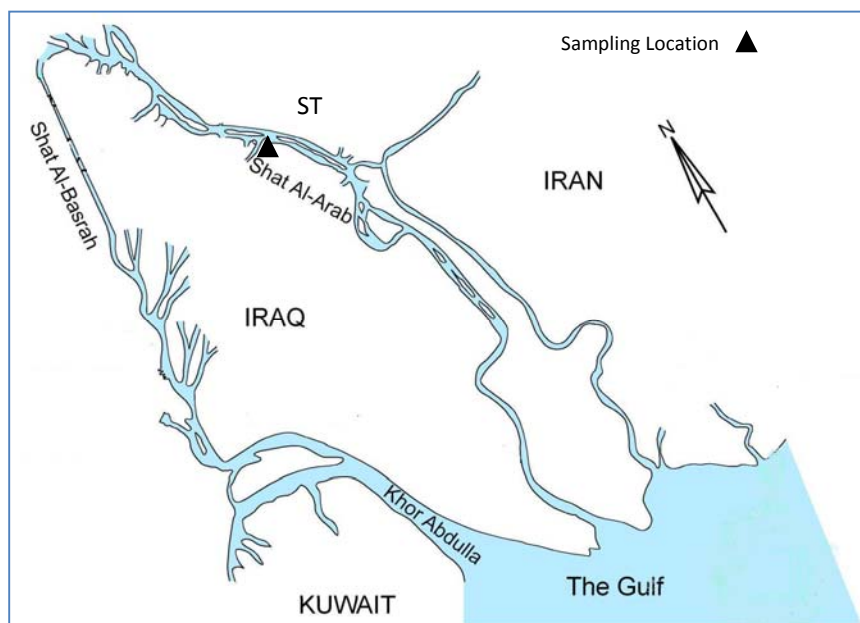 Sampling Location
ST
Shat Al-Basrah
Shat Al-Arab
N
IRAN
IRAQ
Khor Abdulla
The Gulf
KUWAIT